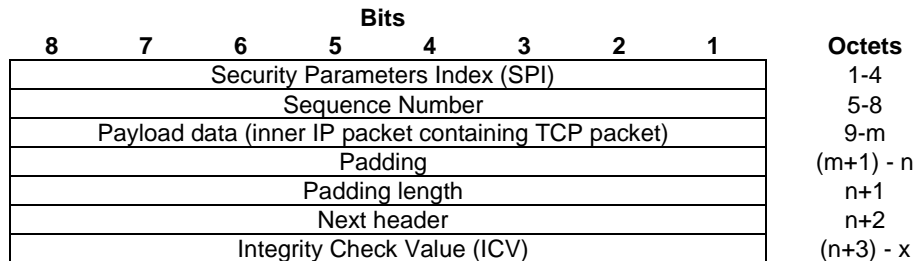 Bits
8 7 6 5 4 3 2 1 Octets
Security Parameters Index (SPI) 1-4
Sequence Number 5-8
Payload data (inner IP packet containing TCP packet) 9-m
Padding (m+1) - n
Padding length n+1
Next header n+2
Integrity Check Value (ICV) (n+3) - x